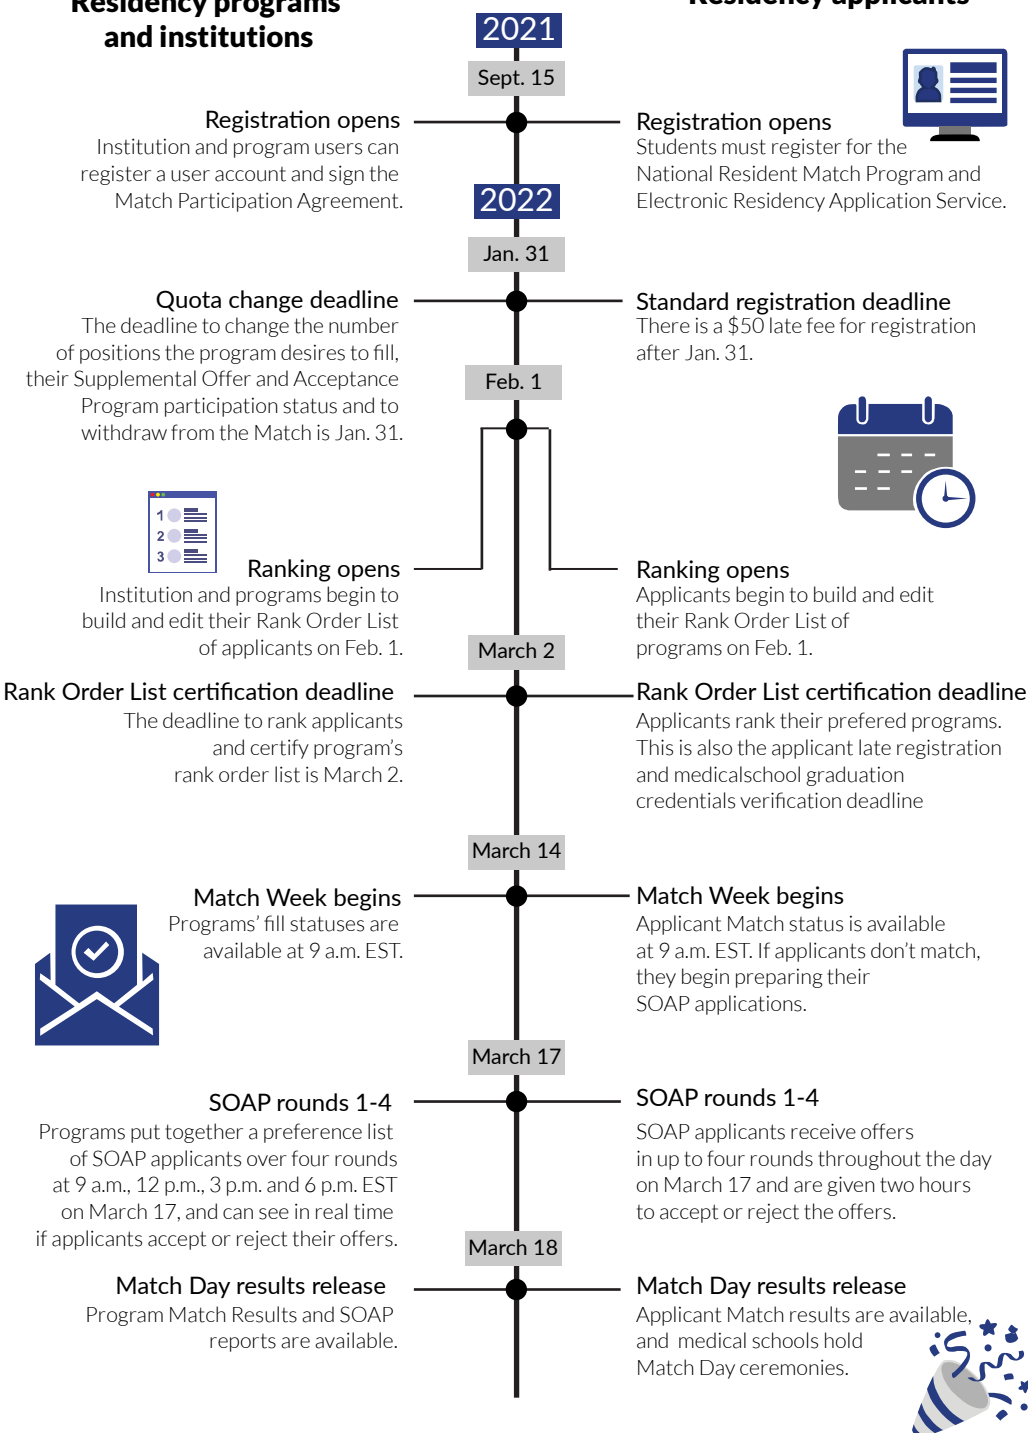 Residency programs
and institutions
Residency applicants
2021
Sept. 15
Registration opens
Institution and program users can
register a user account and sign the
Match Participation Agreement.
Registration opens
Students must register for the
National Resident Match Program and
Electronic Residency Application Service.
2022
Jan. 31
Quota change deadline
The deadline to change the number
of positions the program desires to fill,
their Supplemental Offer and Acceptance
Program participation status and to
withdraw from the Match is Jan. 31.
Standard registration deadline
There is a $50 late fee for registration
after Jan. 31.
Feb. 1
1
2
3
Ranking opens
Institution and programs begin to
build and edit their Rank Order List
of applicants on Feb. 1.
Ranking opens
Applicants begin to build and edit
their Rank Order List of
programs on Feb. 1.
March 2
Rank Order List certification deadline
The deadline to rank applicants
and certify program's
rank order list is March 2.
Rank Order List certification deadline
Applicants rank their prefered programs.
This is also the applicant late registration
and medicalschool graduation
credentials verification deadline
March 14
Match Week begins
Programs' fill statuses are
available at 9 a.m. EST.
Match Week begins
Applicant Match status is available
at 9 a.m. EST. If applicants don't match,
they begin preparing their
SOAP applications.
March 17
SOAP rounds 1-4
Programs put together a preference list
of SOAP applicants over four rounds
at 9 a.m., 12 p.m., 3 p.m. and 6 p.m. EST
on March 17, and can see in real time
if applicants accept or reject their offers.
SOAP rounds 1-4
SOAP applicants receive offers
in up to four rounds throughout the day
on March 17 and are given two hours
to accept or reject the offers.
March 18
Match Day results release
Program Match Results and SOAP
reports are available.
Match Day results release
Applicant Match results are available,
and medical schools hold
Match Day ceremonies.